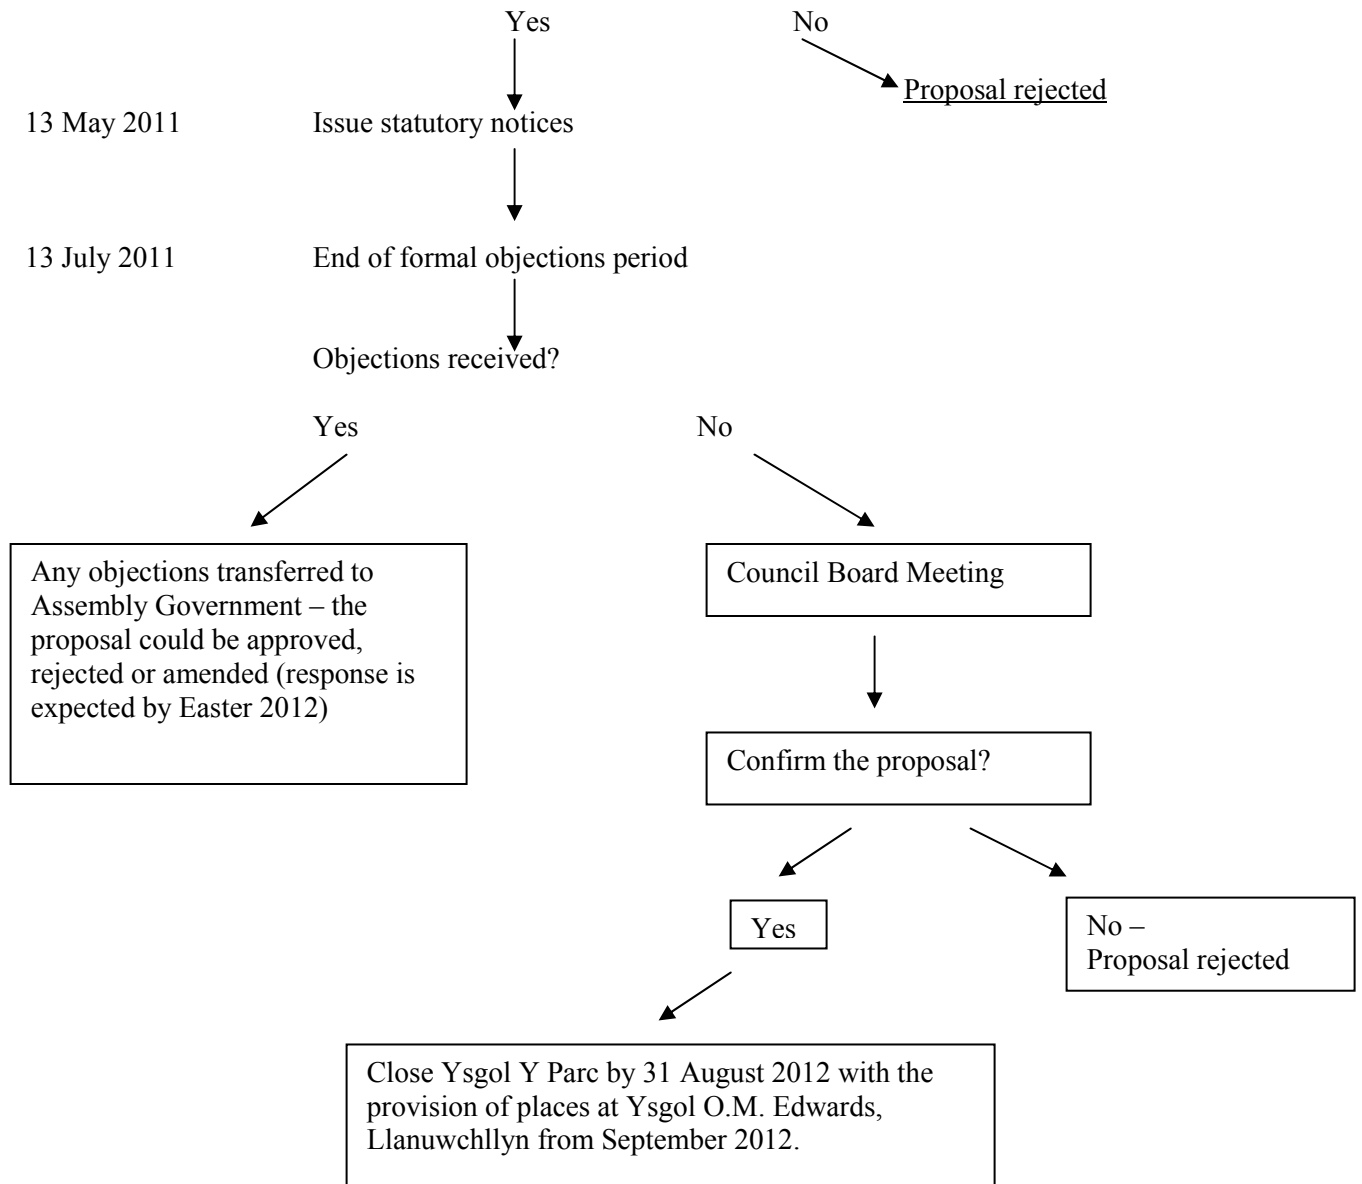 Yes
No
Proposal rejected
13 May 2011
Issue statutory notices
13 July 2011
End of formal objections period
Objections received?
Yes
No
Any objections transferred to
Assembly Government – the
proposal could be approved,
rejected or amended (response is
expected by Easter 2012)
Council Board Meeting
Confirm the proposal?
Yes
No –
Proposal rejected
Close Ysgol Y Parc by 31 August 2012 with the
provision of places at Ysgol O.M. Edwards,
Llanuwchllyn from September 2012.